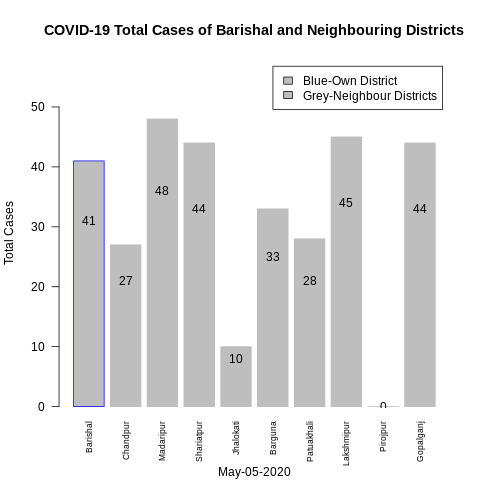 COVID-19 Total Cases of Barishal and Neighbouring Districts
Blue-Own District
Grey-Neighbour Districts
Total Cases
50
40
30
20
10
0
41
27
48
44
10
33
28
45
0
44
Barishal
Chandpur
Madaripur
Shariatpur
Jhalokati
Barguna
Patuakhali
Lakshmipur
Pirojpur
Gopalganj
May-05-2020